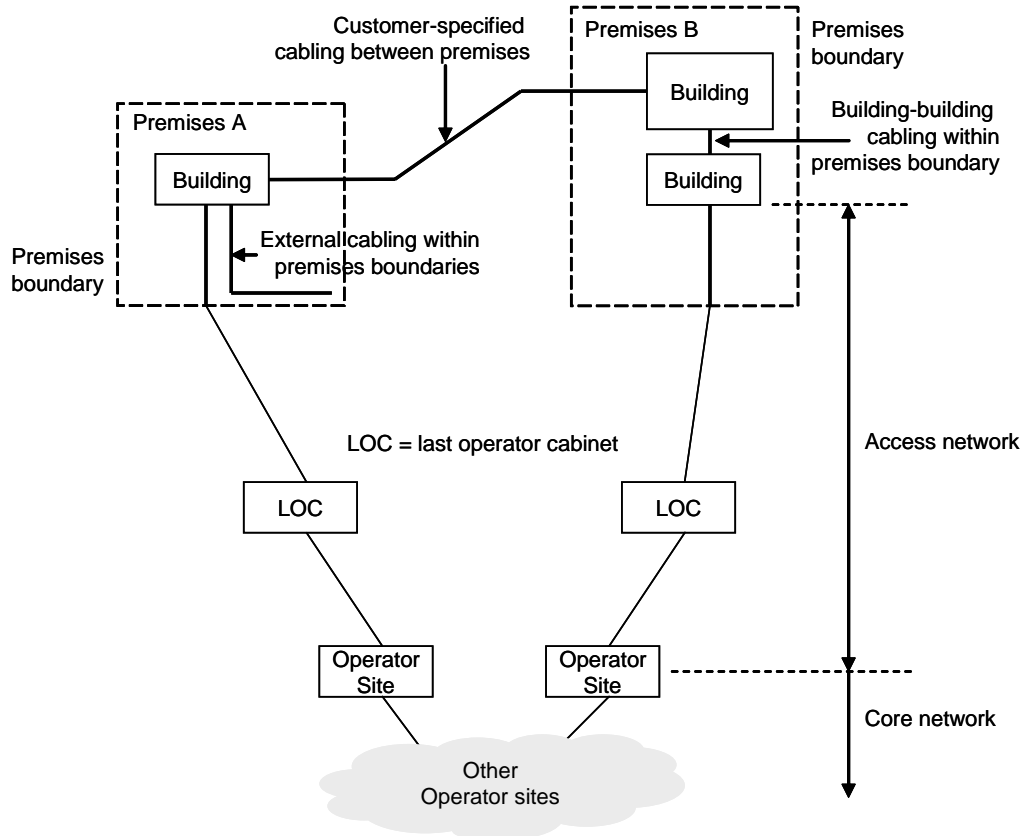 Customer-specified
cabling between premises
Premises B
Premises
boundary
Building
Building-building
cabling within
premises boundary
Building
Premises A
Building
External cabling within
premises boundaries
Premises
boundary
LOC = last operator cabinet
Access network
LOC
LOC
Operator
Site
Operator
Site
Core network
Other
Operator sites